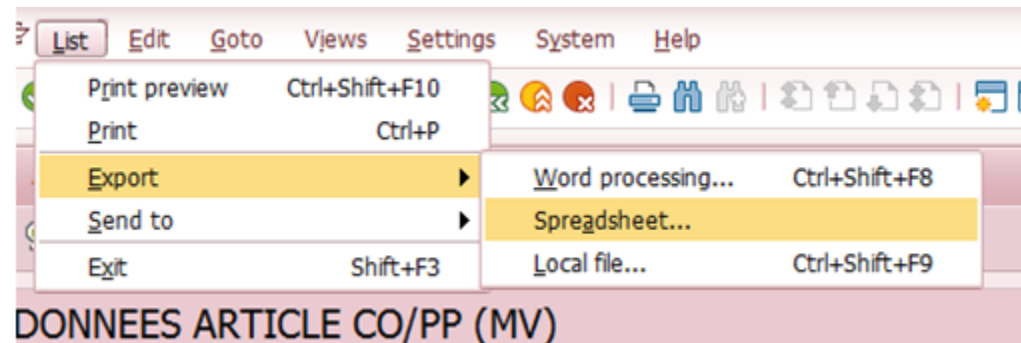 List Edit Goto Views Settings System Help
Print preview Ctrl+Shift+F10
Print Ctrl+P
Export
Word processing... Ctrl+Shift+F8
Send to
Spreadsheet...
Exit Shift+F3
Local file... Ctrl+Shift+F9
DONNEES ARTICLE CO/PP (MV)